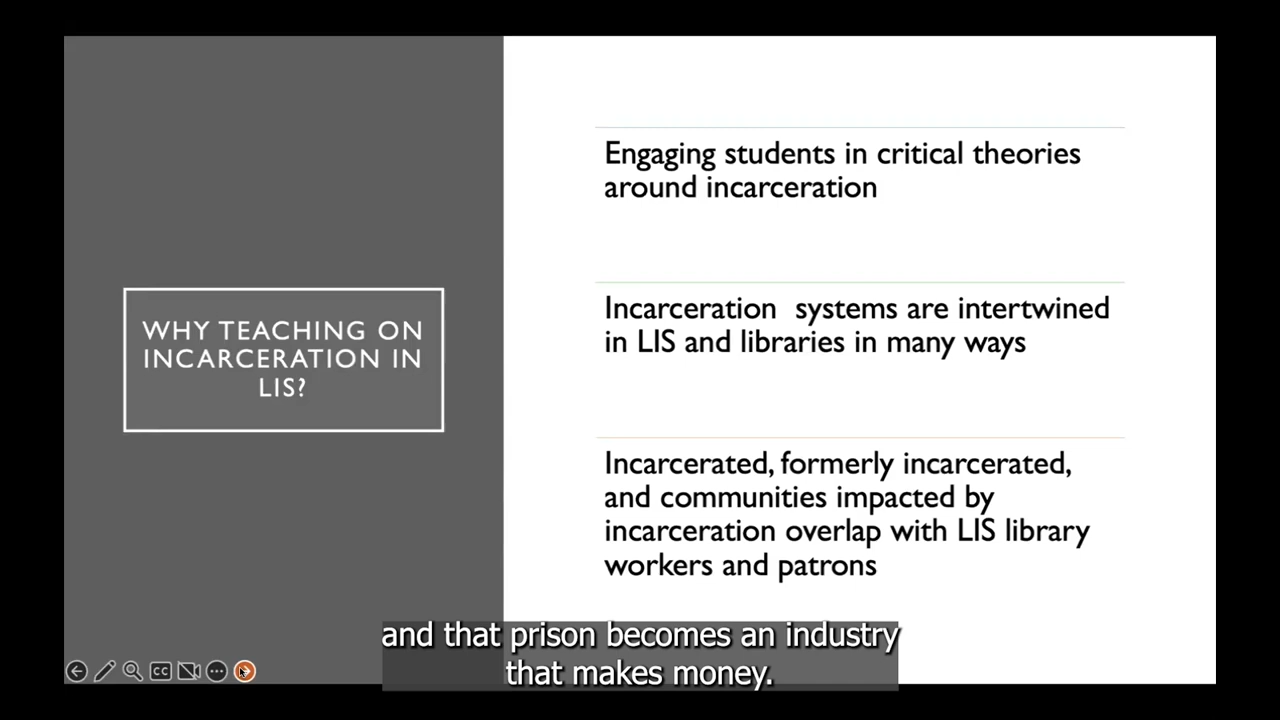 WHY TEACHING ON
INCARCERATION IN
LIS?
Engaging students in critical theories
around incarceration
Incarceration  systems are intertwined
in LIS and libraries in many ways
Incarcerated, formerly incarcerated,
and communities impacted by
incarceration overlap with LIS library
workers and patrons
and that prison becomes an industry
that makes money.
CC